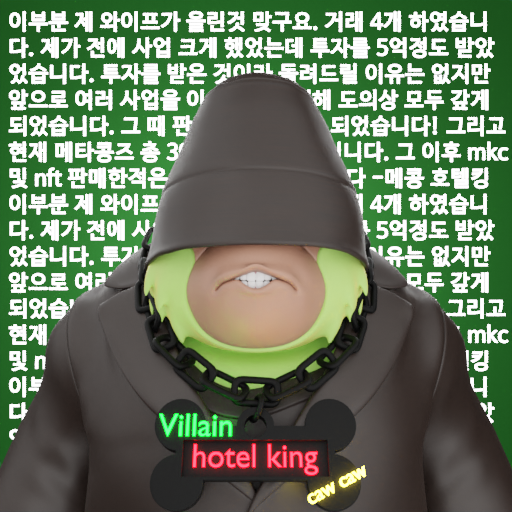 이부분 제 와이프가 올린것 맞구요. 거래 4개 하였습니
다. 제가 전에 사업 크게 했었는데 투자를 5억정도 받았
었습니다. 투자를 받은 것이라 돌려드릴 이유는 없지만
앞으로 여러 사업을 도의상 모두 갚게
되었습니다. 그 때 되었습니다! 그리고
현재 메타콩즈 총 니다. 그 이후 mkc
및 nft 판매한적은 다 -메콩 호텔킹
이부분 제 와이프 4개 하였습니
다. 제가 전에 사 5억정도 받았
었습니다. 이유는 없지만
앞으로 여러 모두 갚게
되었습 그리고
현재 mkc
및 호텔킹
이부 습니
다. 받았
Villain
hotel king
caw caw